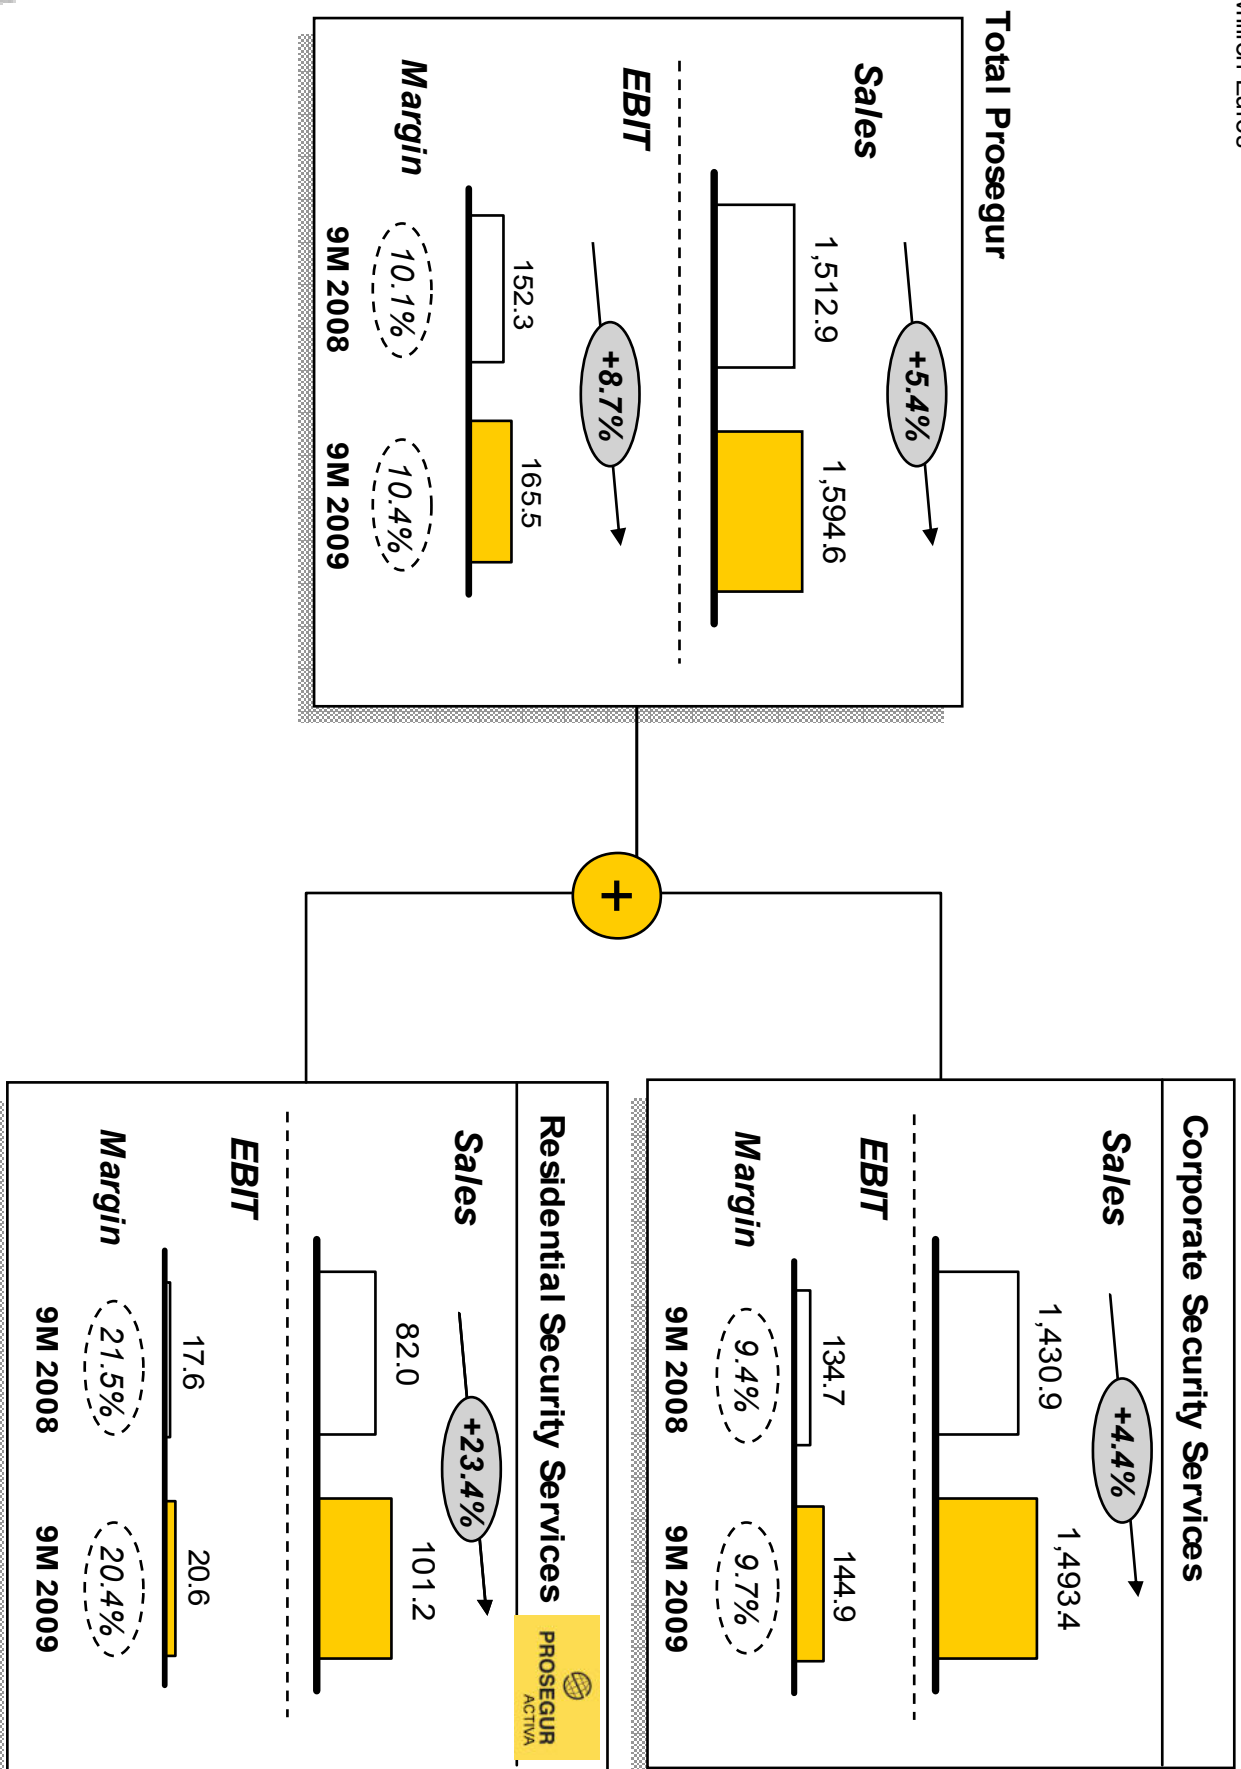 Total Prosegur
Sales
+5.4%
1,512.9
1,594.6
EBIT
+8.7%
152.3
165.5
Margin
10.1%
10.4%
9M 2008
9M 2009
+
Corporate Security Services
Sales
+4.4%
1,430.9
1,493.4
EBIT
134.7
144.9
Margin
9.4%
9.7%
9M 2008
9M 2009
Residential Security Services
PROSEGUR
ACTIVA
Sales
+23.4%
82.0
101.2
EBIT
17.6
20.6
Margin
21.5%
20.4%
9M 2008
9M 2009